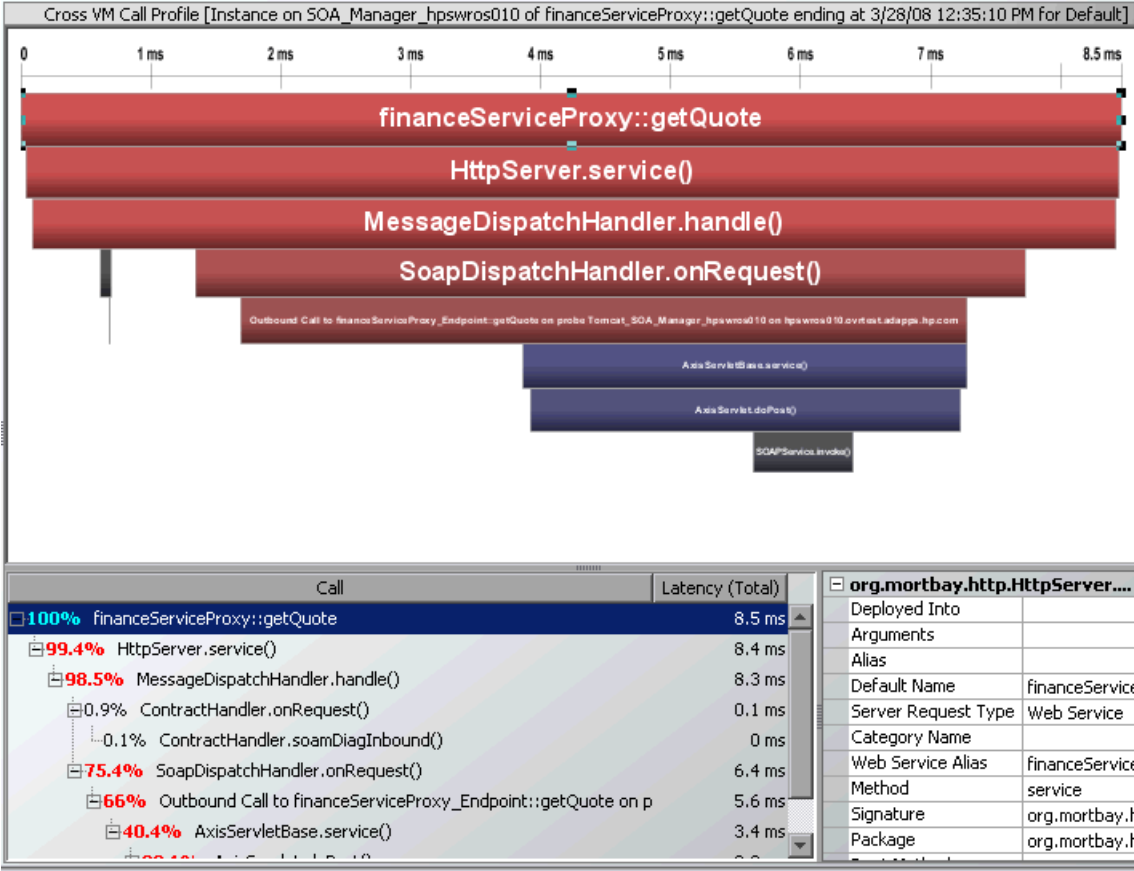 Cross VM Call Profile [Instance on SOA_Manager_hpswros010 of financeServiceProxy::getQuote ending at 3/28/08 12:35:10 PM for Default]
0 1 ms 2 ms 3 ms 4 ms 5 ms 6 ms 7 ms 8.5 ms
financeServiceProxy::getQuote
HttpServer.service()
MessageDispatchHandler.handle()
SoapDispatchHandler.onRequest()
Outbound Call to financeServiceProxy_Endpoint::getQuote on probe Tomcat_SOA_Manager_hpswros010 on hpswros010.ovrtest.adapps.hp.com
AxisServletBase.service()
AxisServlet.doPost()
SOAPService.invoke()
Call Latency (Total)
100% financeServiceProxy::getQuote 8.5 ms
99.4% HttpServer.service() 8.4 ms
98.5% MessageDispatchHandler.handle() 8.3 ms
0.9% ContractHandler.onRequest() 0.1 ms
0.1% ContractHandler.soamDiagInbound() 0 ms
75.4% SoapDispatchHandler.onRequest() 6.4 ms
66% Outbound Call to financeServiceProxy_Endpoint::getQuote on p 5.6 ms
40.4% AxisServletBase.service() 3.4 ms
org.mortbay.http.HttpServer....
Deployed Into
Arguments
Alias
Default Name financeService
Server Request Type Web Service
Category Name
Web Service Alias financeService
Method service
Signature org.mortbay.h
Package org.mortbay.h